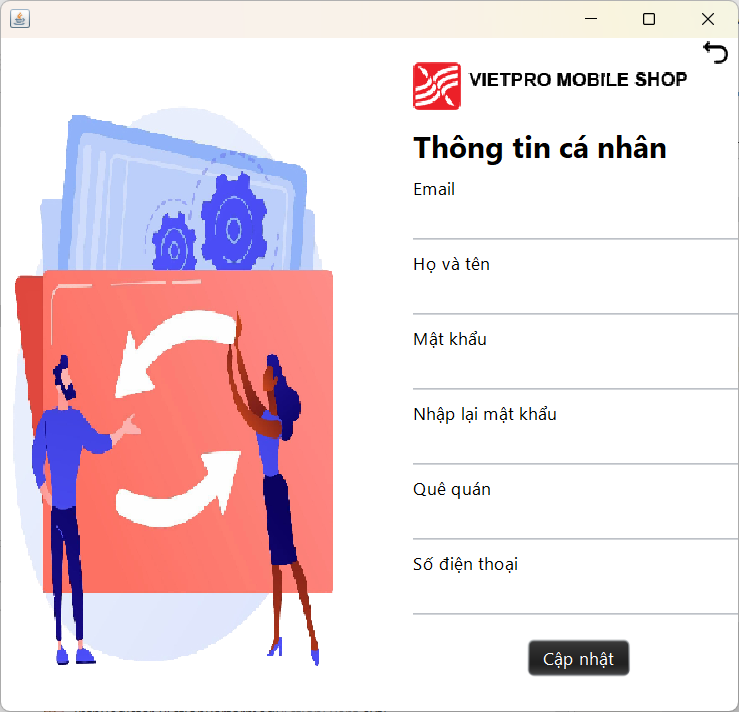 VIETPRO MOBILE SHOP
Thông tin cá nhân
Email
Họ và tên
Mật khẩu
Nhập lại mật khẩu
Quê quán
Số điện thoại
Cập nhật